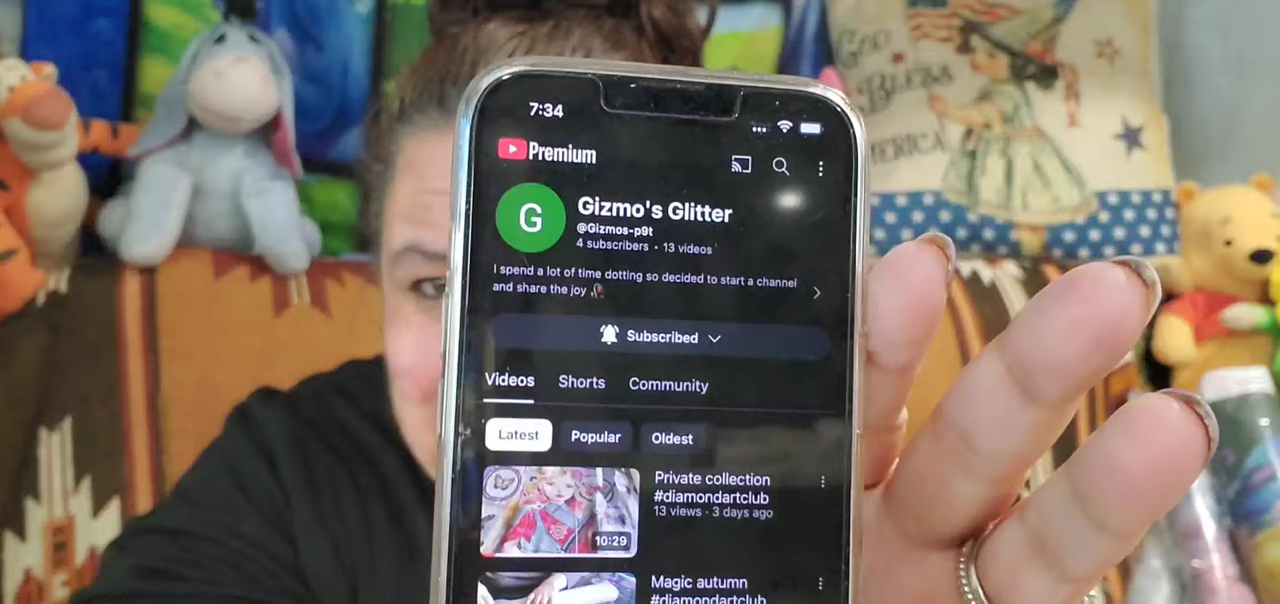 GOD
BLESS
AMERICA
7:34
Premium
G
Gizmo's Glitter
@Gizmos-p9t
4 subscribers • 13 videos
I spend a lot of time dotting so decided to start a channel
and share the joy
Subscribed
Videos Shorts Community
Latest Popular Oldest
Private collection
#diamondartclub
13 views · 3 days ago
10:29
Magic autumn
#diamondartclub